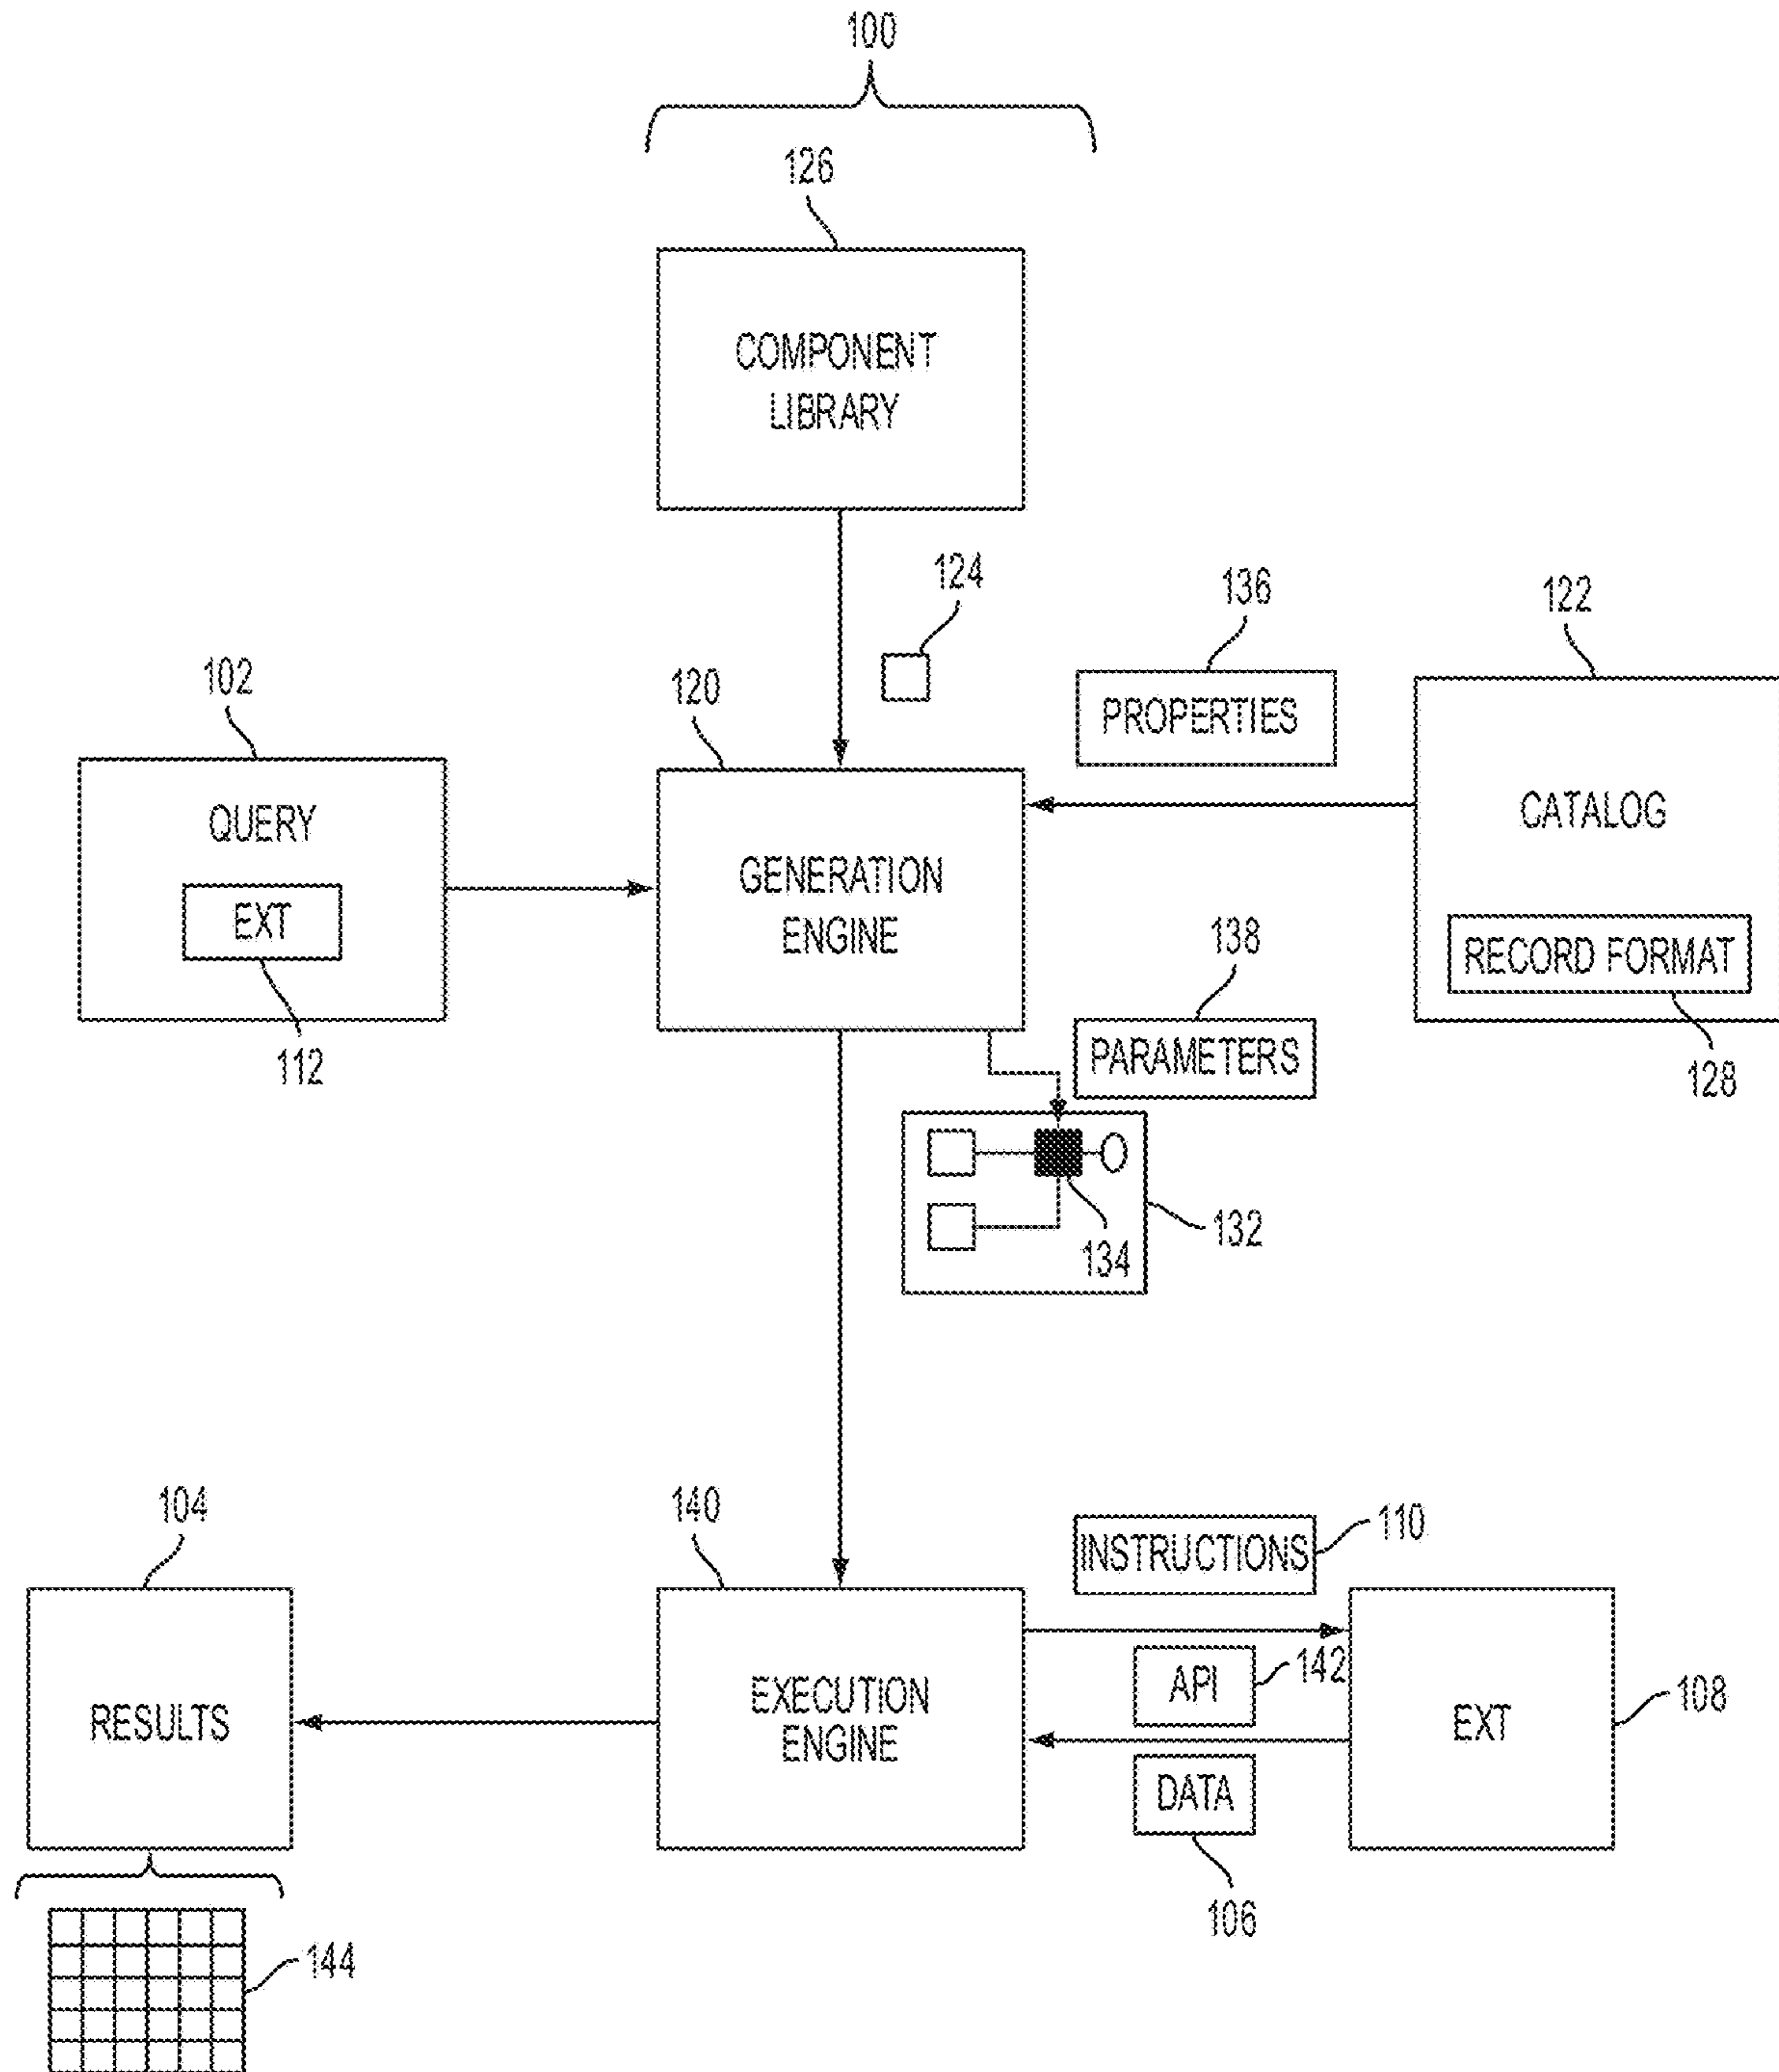 100
126
COMPONENT
LIBRARY
124
136
122
102
120
PROPERTIES
QUERY
CATALOG
GENERATION
ENGINE
EXT
138
RECORD FORMAT
112
PARAMETERS
128
132
134
104
140
INSTRUCTIONS
110
RESULTS
EXECUTION
ENGINE
API
142
EXT
108
DATA
106
144